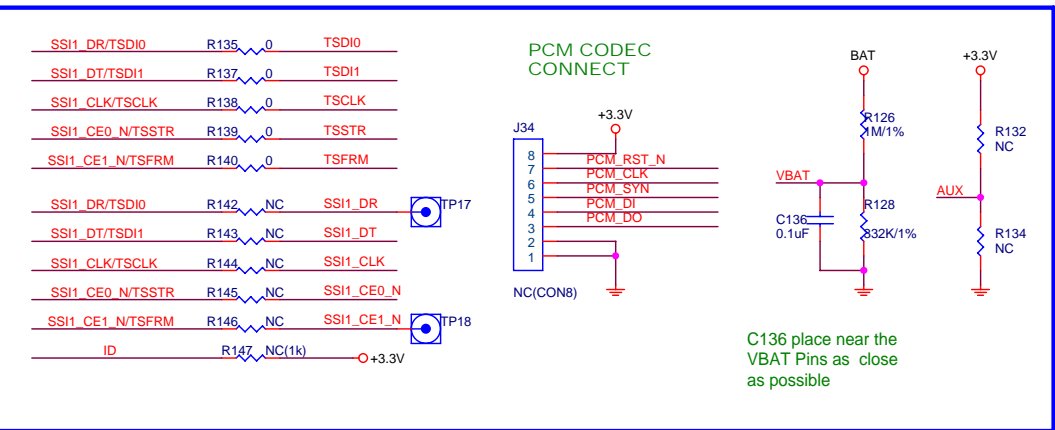 SSI1_DR/TSDI0 R135 0 TSDI0
SSI1_DT/TSDI1 R137 0 TSDI1
SSI1_CLK/TSCLK R138 0 TSCLK
SSI1_CE0_N/TSSTR R139 0 TSSTR
SSI1_CE1_N/TSFRM R140 0 TSFRM
SSI1_DR/TSDI0 R142 NC SSI1_DR TP17
SSI1_DT/TSDI1 R143 NC SSI1_DT
SSI1_CLK/TSCLK R144 NC SSI1_CLK
SSI1_CE0_N/TSSTR R145 NC SSI1_CE0_N
SSI1_CE1_N/TSFRM R146 NC SSI1_CE1_N TP18
ID R147 NC(1k) +3.3V
PCM CODEC
CONNECT
+3.3V
J34
8
7 PCM_RST_N
6 PCM_CLK
5 PCM_SYN
4 PCM_DI
3 PCM_DO
2
1
NC(CON8)
BAT
R126
1M/1%
VBAT
C136
0.1uF
R128
332K/1%
+3.3V
R132
NC
AUX
R134
NC
C136 place near the
VBAT Pins as close
as possible